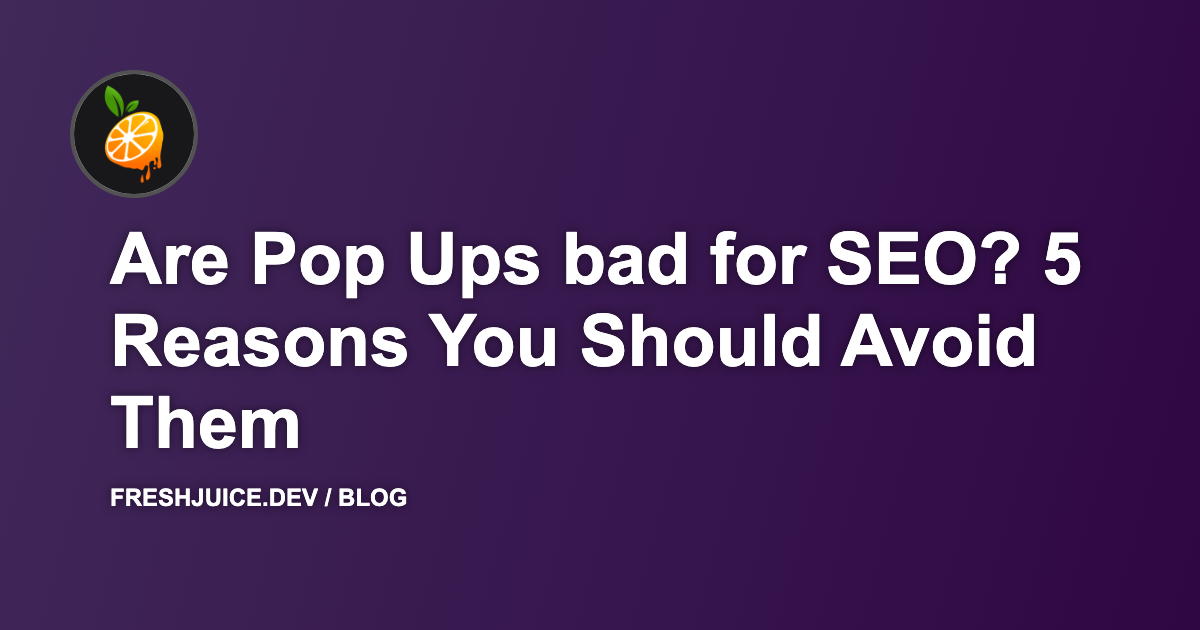 Are Pop Ups bad for SEO? 5
Reasons You Should Avoid
Them
FRESHJUICE.DEV / BLOG